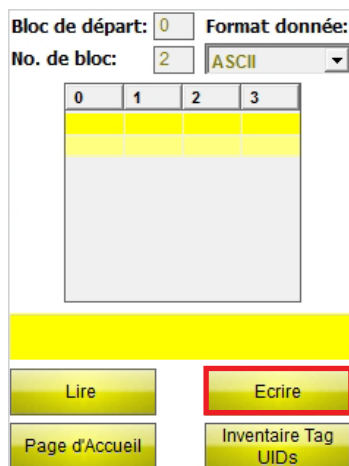 Bloc de départ: 0 Format donnée:
No. de bloc: 2 ASCII
0 1 2 3
Lire Ecrire
Page d'Accueil Inventaire Tag
UIDs